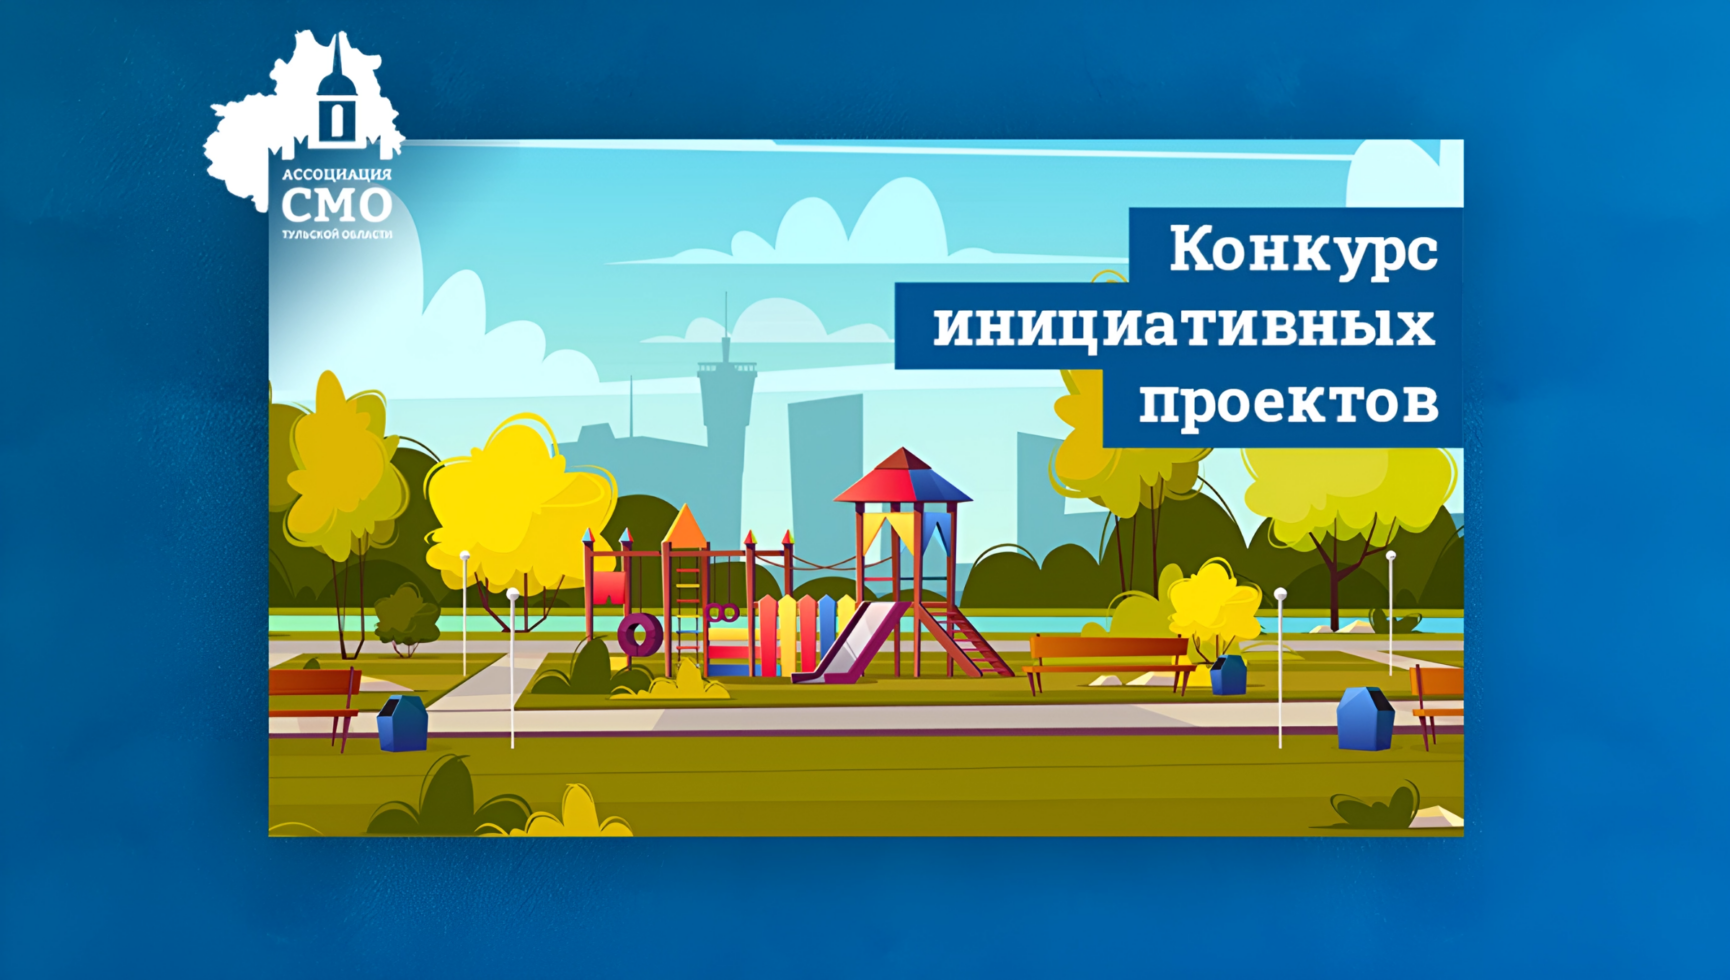 АССОЦИАЦИЯ
СМО
ТУЛЬСКОЙ ОБЛАСТИ
Конкурс
инициативных
проектов